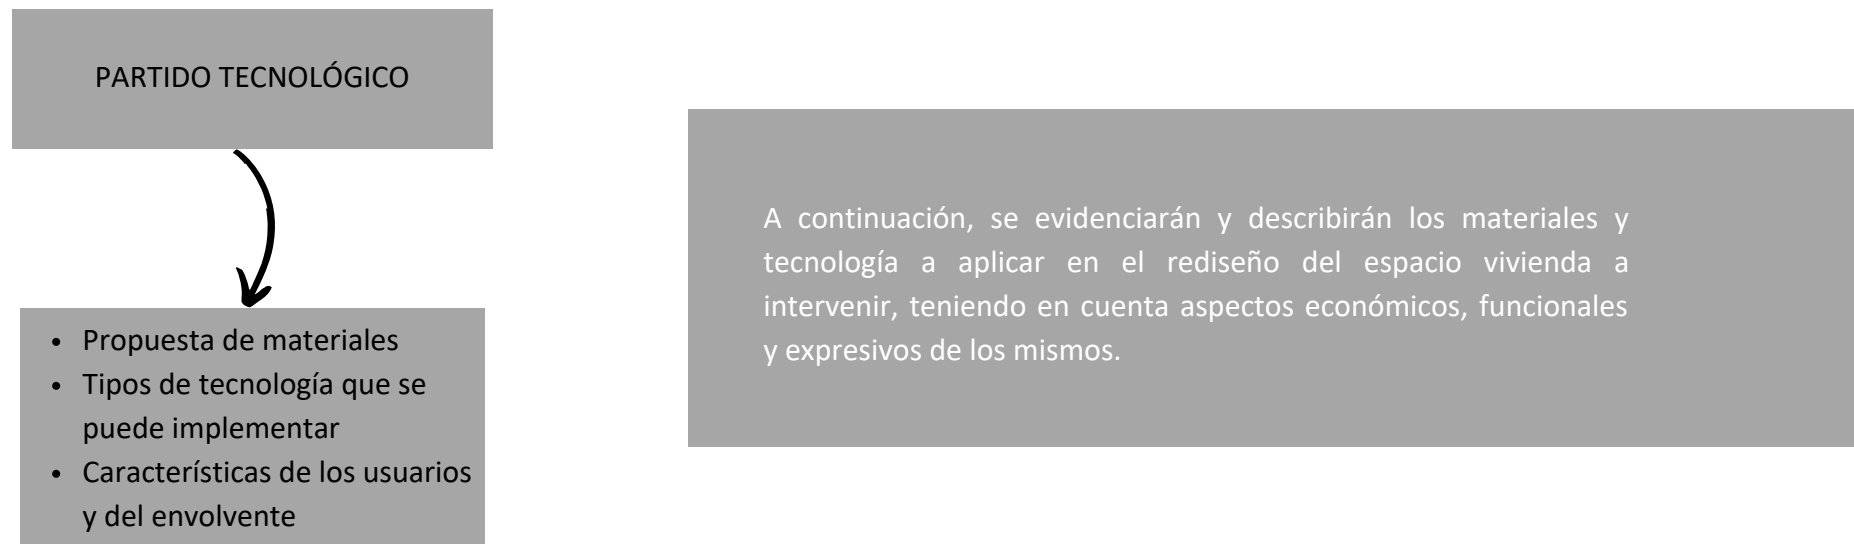 PARTIDO TECNOLÓGICO
• Propuesta de materiales
• Tipos de tecnología que se
puede implementar
• Característícas de los usuarios
y del envolvente
A continuación, se evidenciarán y describirán los materiales y
tecnología a aplicar en el rediseño del espacio vivienda a
intervenir, teniendo en cuenta aspectos económicos, funcionales
y expresivos de los mismos.